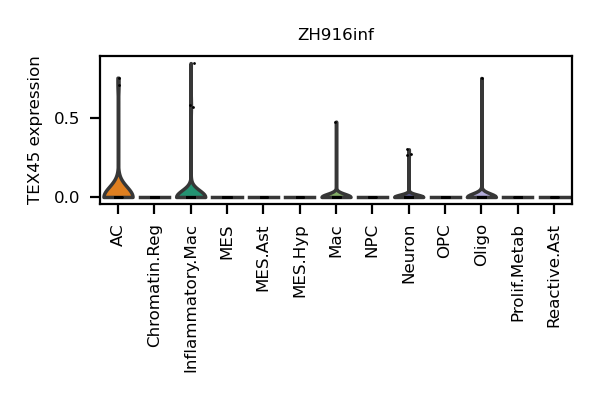 ZH916inf
TEX45 expression
0.5
0.0
AC
Chromatin.Reg
Inflammatory.Mac
MES
MES.Ast
MES.Hyp
Mac
NPC
Neuron
OPC
Oligo
Prolif.Metab
Reactive.Ast